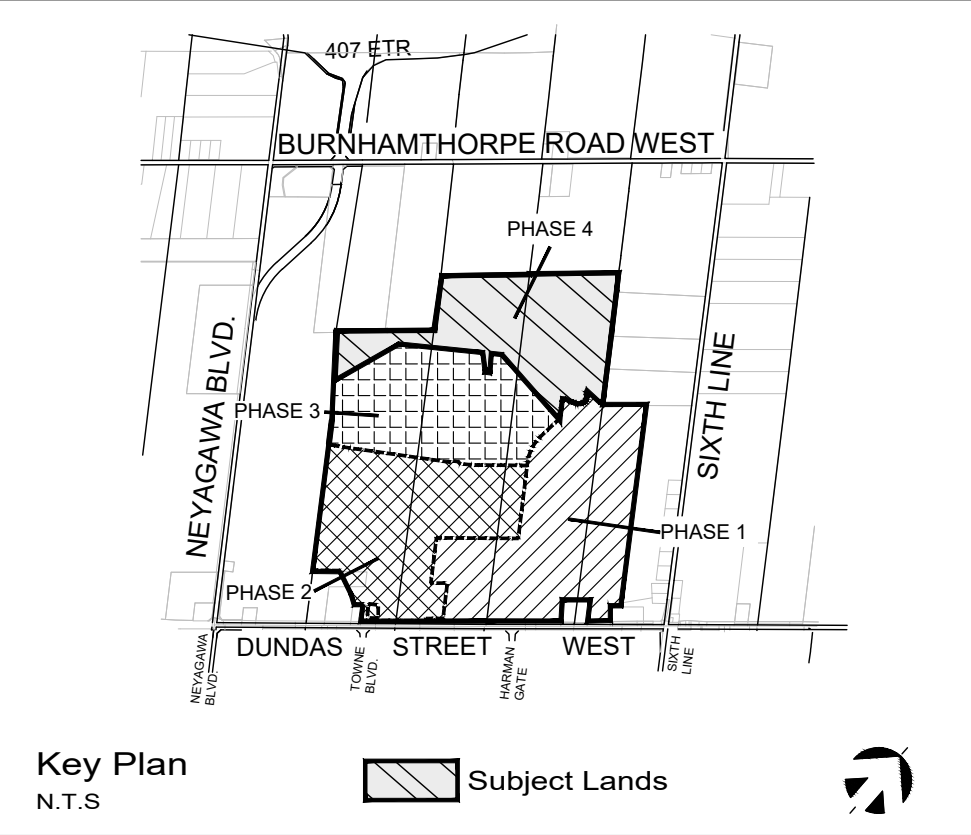 407 ETR
BURNHAMTHORPE ROAD WEST
PHASE 4
NEYAGAWA BLVD.
SIXTH LINE
PHASE 3
PHASE 1
PHASE 2
DUNDAS STREET WEST
NEYAGAWA
BLVD.
TOWNE
BLVD.
HARMAN
GATE
SIXTH
LINE
Key Plan
N.T.S
Subject Lands